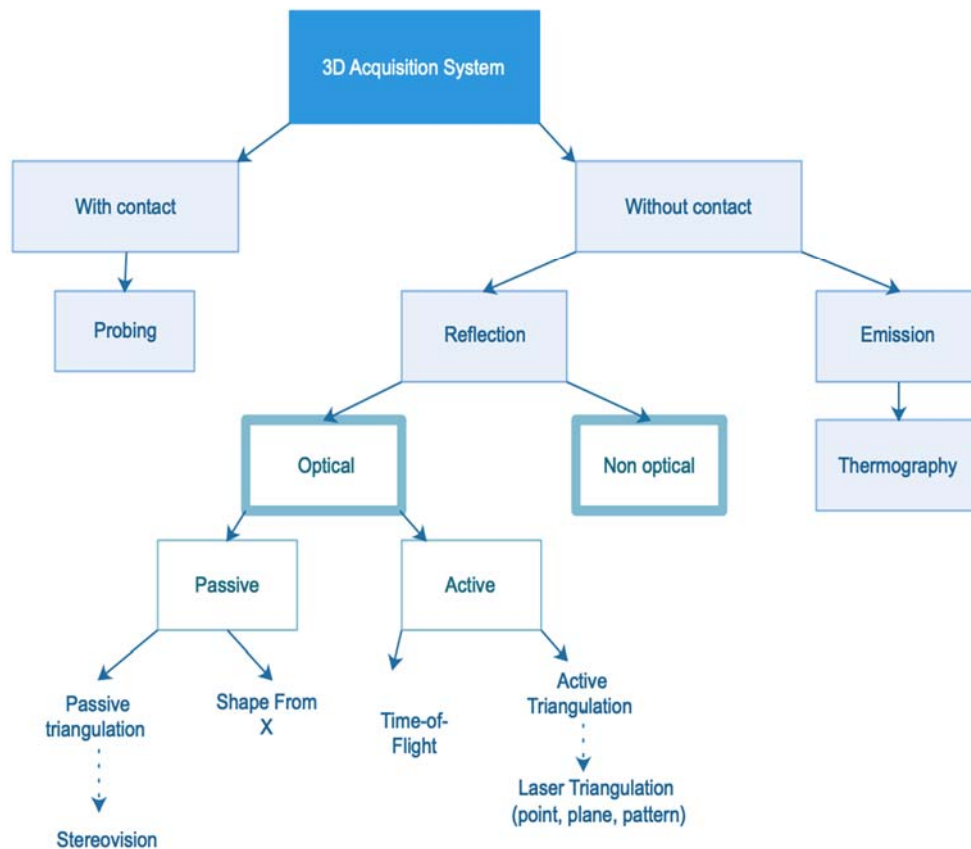 3D Acquisition System
With contact
Without contact
Probing
Reflection
Emission
Optical
Non optical
Thermography
Passive
Active
Passive
triangulation
Shape From
X
Time-of-
Flight
Active
Triangulation
Stereovision
Laser Triangulation
(point, plane, pattern)